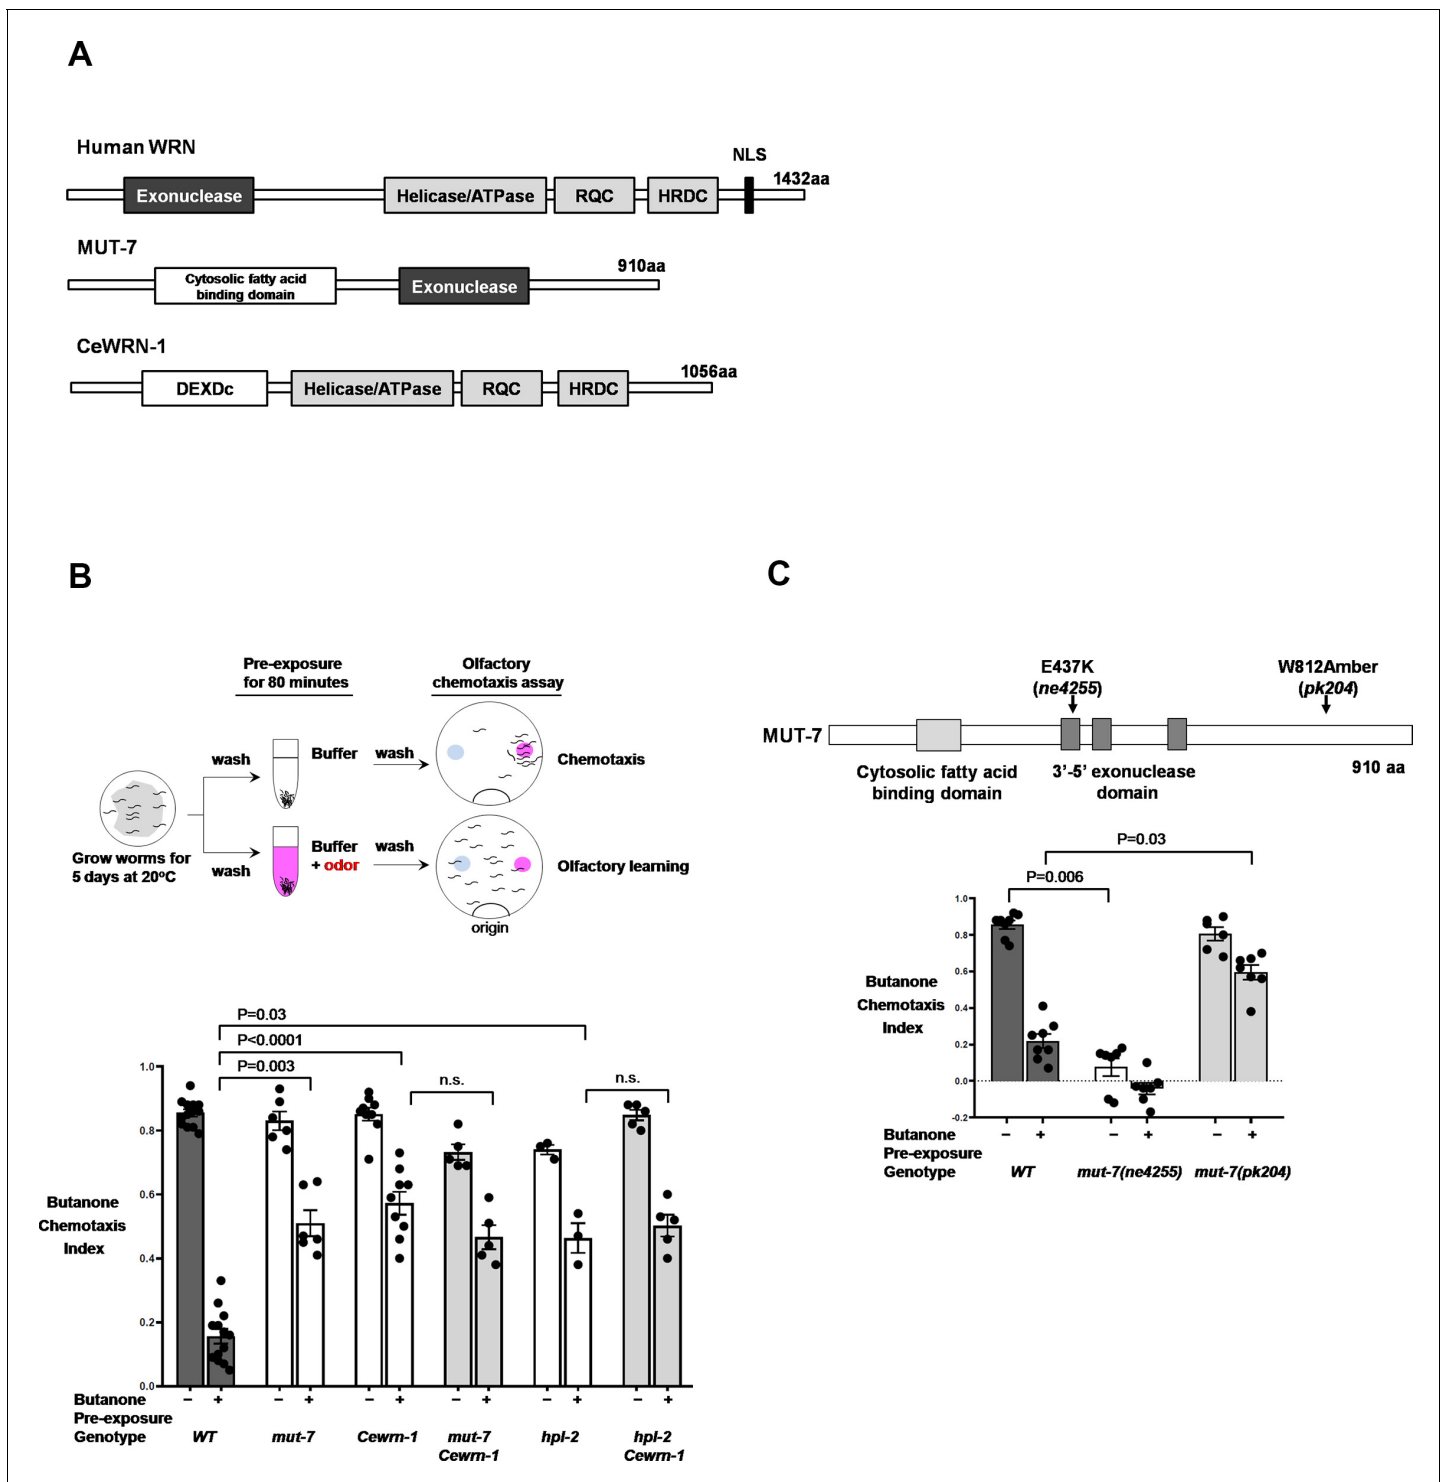 A
Human WRN
NLS
1432aa
Exonuclease
Helicase/ATPase
RQC
HRDC
MUT-7
910aa
Cytosolic fatty acid
binding domain
Exonuclease
CeWRN-1
1056aa
DEXDc
Helicase/ATPase
RQC
HRDC
B
Pre-exposure
for 80 minutes
Olfactory
chemotaxis assay
wash
Buffer
wash
Chemotaxis
Grow worms for
5 days at 20ºC
wash
Buffer
+ odor
wash
Olfactory learning
origin
P=0.03
P<0.0001
P=0.003
n.s.
n.s.
1.0
0.8
0.6
0.4
0.2
0.0
Butanone
Chemotaxis
Index
Butanone
Pre-exposure
− + − + − + − + − + − +
Genotype
WT
mut-7
Cewrn-1
mut-7
Cewrn-1
hpl-2
hpl-2
Cewrn-1
C
E437K
(ne4255)
W812Amber
(pk204)
MUT-7
Cytosolic fatty acid
binding domain
3’-5’ exonuclease
domain
910 aa
P=0.03
P=0.006
1.0
0.8
0.6
0.4
0.2
0.0
-0.2
Butanone
Chemotaxis
Index
Butanone
Pre-exposure
− + − + − +
Genotype
WT
mut-7(ne4255)
mut-7(pk204)